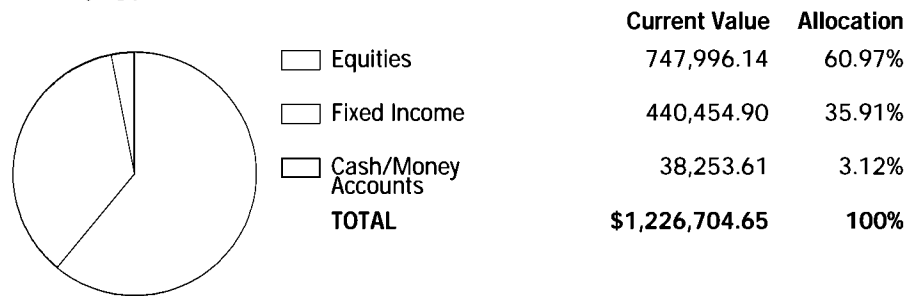 Current Value Allocation
Equities 747,996.14 60.97%
Fixed Income 440,454.90 35.91%
Cash/Money
Accounts 38,253.61 3.12%
TOTAL $1,226,704.65 100%